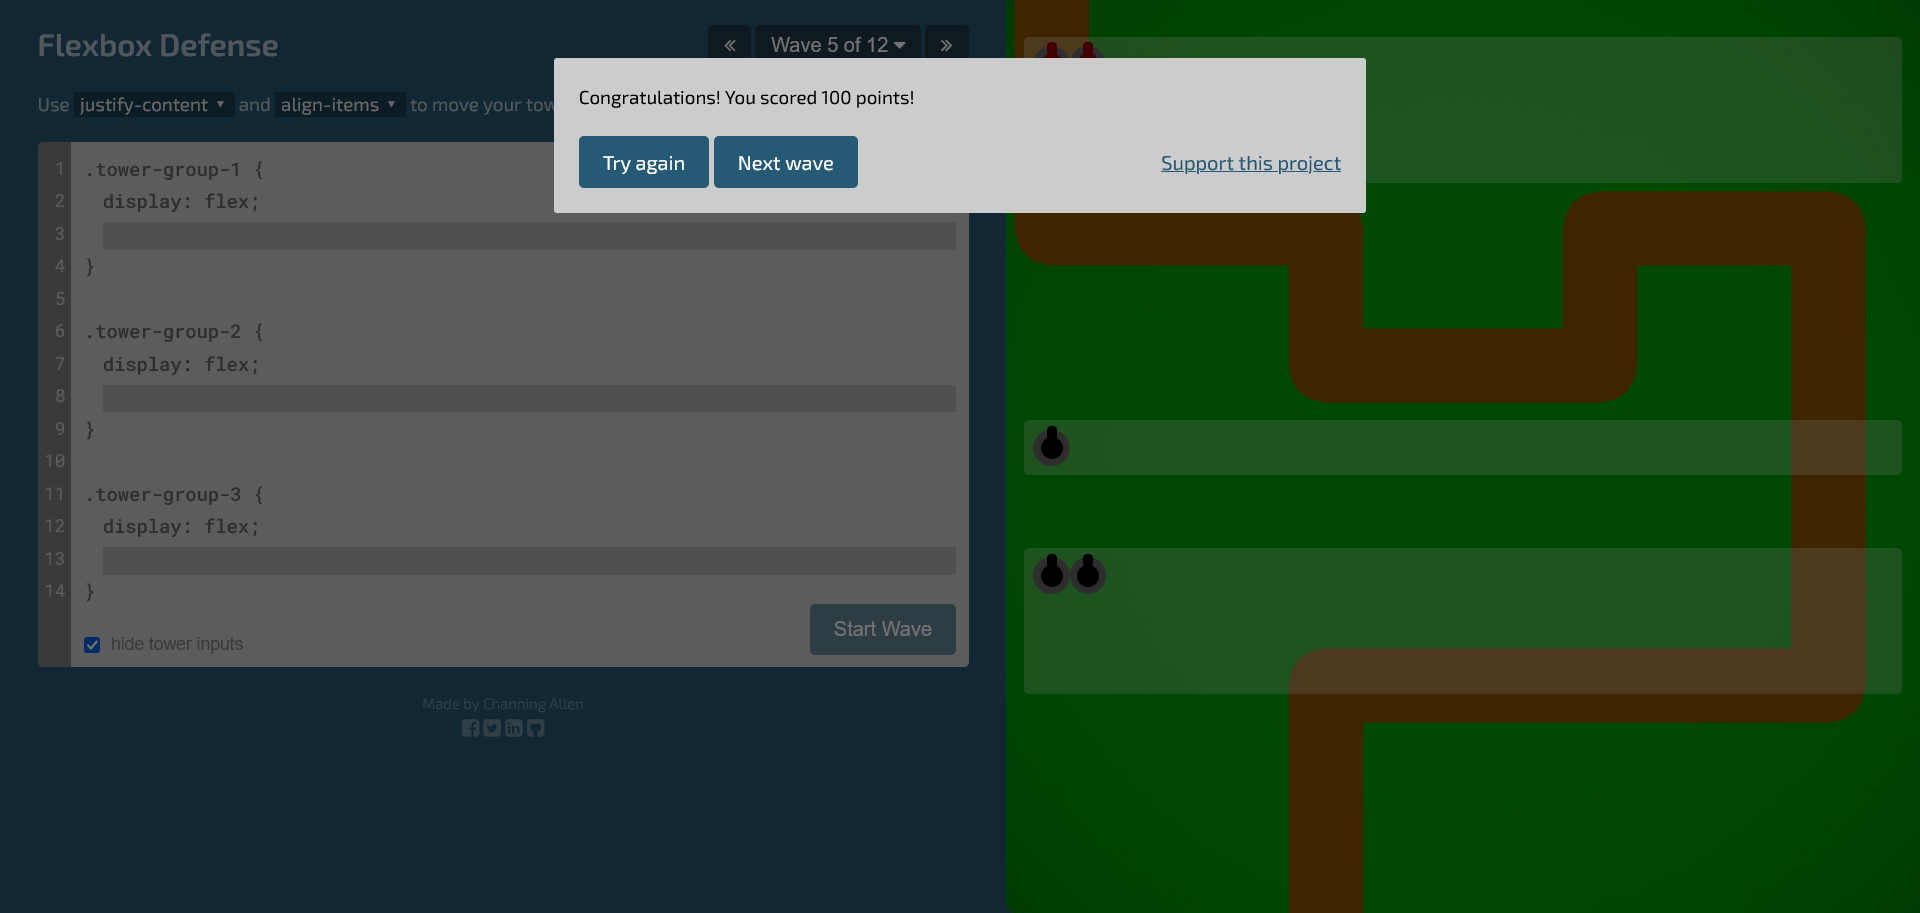 Flexbox Defense
« Wave 5 of 12 »
Use justify-content ▼ and align-items ▼ to move your tow
Congratulations! You scored 100 points!
Try again Next wave Support this project
1 .tower-group-1 {
2 display: flex;
3
4 }
5
6 .tower-group-2 {
7 display: flex;
8
9 }
10
11 .tower-group-3 {
12 display: flex;
13
14 }
hide tower inputs
Start Wave
Made by Channing Allen